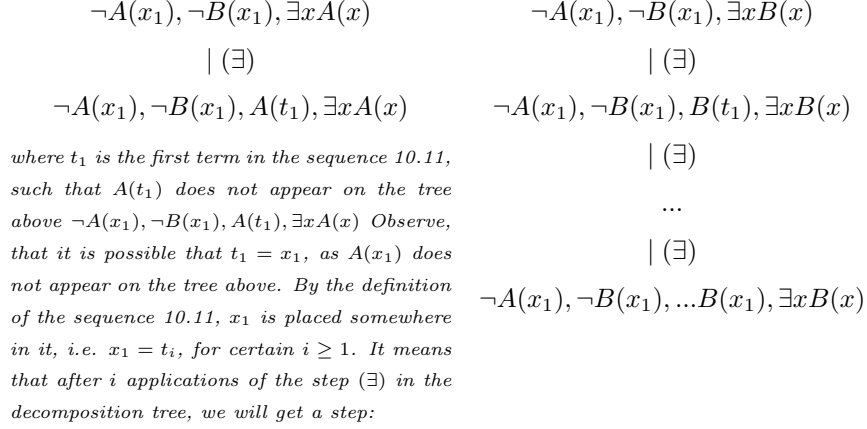 ¬A(x₁), ¬B(x₁), ∃xA(x)
| (∃)
¬A(x₁), ¬B(x₁), A(t₁), ∃xA(x)
where t₁ is the first term in the sequence 10.11,
such that A(t₁) does not appear on the tree
above ¬A(x₁), ¬B(x₁), A(t₁), ∃xA(x) Observe,
that it is possible that t₁ = x₁, as A(x₁) does
not appear on the tree above. By the definition
of the sequence 10.11, x₁ is placed somewhere
in it, i.e. x₁ = tᵢ, for certain i ≥ 1. It means
that after i applications of the step (∃) in the
decomposition tree, we will get a step:
¬A(x₁), ¬B(x₁), ∃xB(x)
| (∃)
¬A(x₁), ¬B(x₁), B(t₁), ∃xB(x)
| (∃)
...
| (∃)
¬A(x₁), ¬B(x₁), ...B(x₁), ∃xB(x)